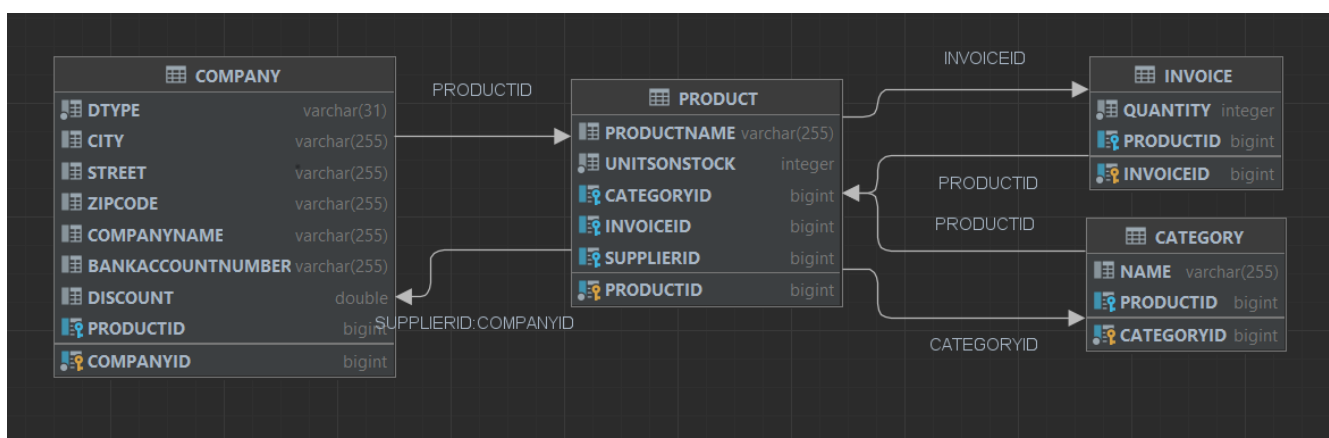 COMPANY
DTYPE varchar(31)
CITY varchar(255)
STREET varchar(255)
ZIPCODE varchar(255)
COMPANYNAME varchar(255)
BANKACCOUNTNUMBER varchar(255)
DISCOUNT double
PRODUCTID bigint
COMPANYID bigint
PRODUCTID
SUPPLIERID:COMPANYID
PRODUCT
PRODUCTNAME varchar(255)
UNITSONSTOCK integer
CATEGORYID bigint
INVOICEID bigint
SUPPLIERID bigint
PRODUCTID bigint
INVOICEID
PRODUCTID
PRODUCTID
CATEGORYID
INVOICE
QUANTITY integer
PRODUCTID bigint
INVOICEID bigint
CATEGORY
NAME varchar(255)
PRODUCTID bigint
CATEGORYID bigint